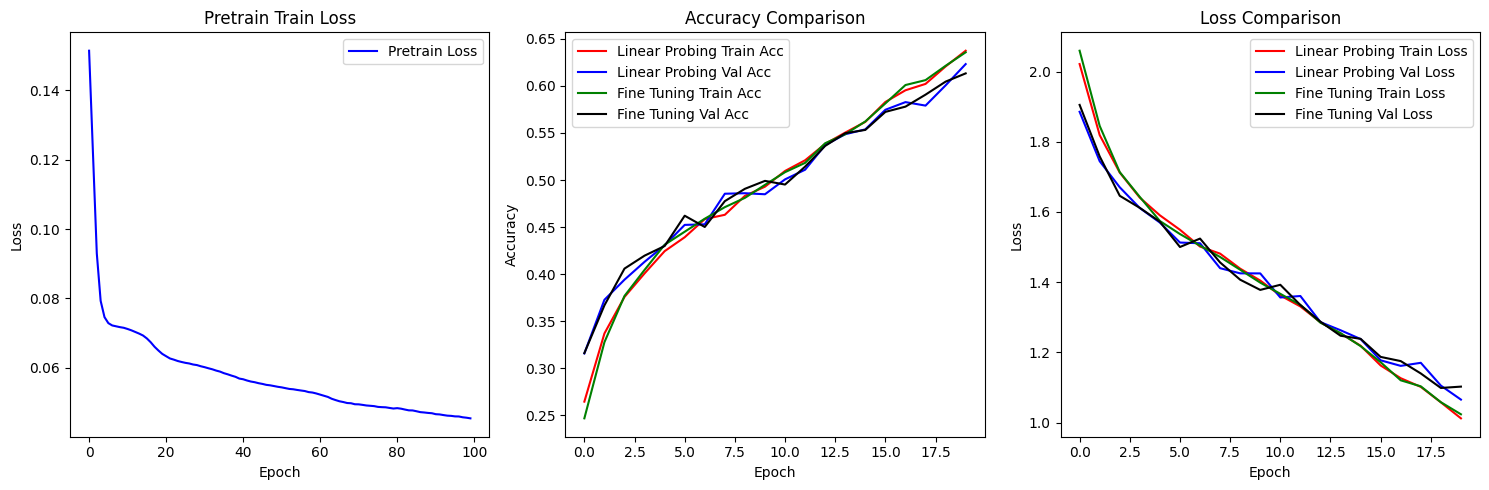 Pretrain Train Loss
Pretrain Loss
0.14
0.12
0.10
0.08
0.06
Loss
0 20 40 60 80 100
Epoch
Accuracy Comparison
Linear Probing Train Acc
Linear Probing Val Acc
Fine Tuning Train Acc
Fine Tuning Val Acc
0.65
0.60
0.55
0.50
0.45
0.40
0.35
0.30
0.25
Accuracy
0.0 2.5 5.0 7.5 10.0 12.5 15.0 17.5
Epoch
Loss Comparison
Linear Probing Train Loss
Linear Probing Val Loss
Fine Tuning Train Loss
Fine Tuning Val Loss
2.0
1.8
1.6
1.4
1.2
1.0
Loss
0.0 2.5 5.0 7.5 10.0 12.5 15.0 17.5
Epoch